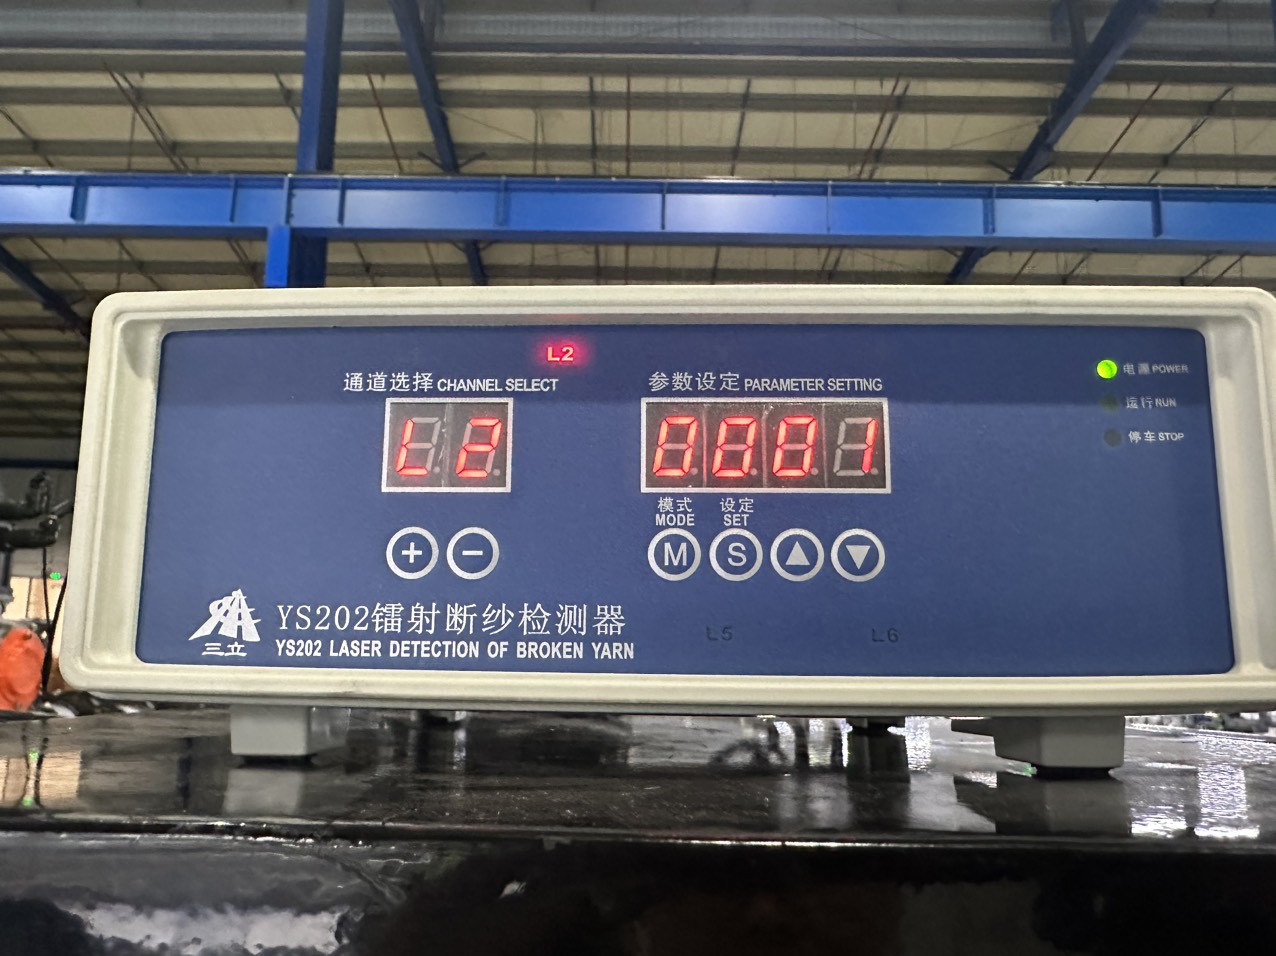 L2
通道选择 CHANNEL SELECT
参数设定 PARAMETER SETTING
电源 POWER
运行 RUN
停车 STOP
L2
0001
模式
MODE
设定
SET
+ −
M S ▲ ▼
三立
YS202镭射断纱检测器
YS202 LASER DETECTION OF BROKEN YARN
L5
L6